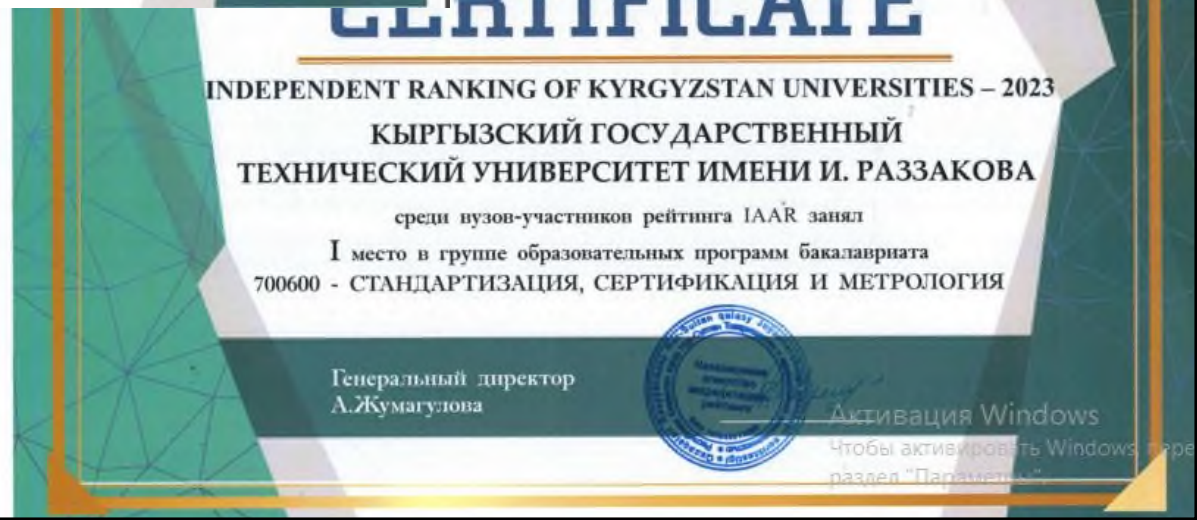 CERTIFICATE
INDEPENDENT RANKING OF KYRGYZSTAN UNIVERSITIES – 2023
КЫРГЫЗСКИЙ ГОСУДАРСТВЕННЫЙ
ТЕХНИЧЕСКИЙ УНИВЕРСИТЕТ ИМЕНИ И. РАЗЗАКОВА
среди вузов-участников рейтинга IAAR занял
I место в группе образовательных программ бакалавриата
700600 - СТАНДАРТИЗАЦИЯ, СЕРТИФИКАЦИЯ И МЕТРОЛОГИЯ
Генеральный директор
А.Жумагулова
Активация Windows
Чтобы активировать Windows, пере
раздел "Параметры".